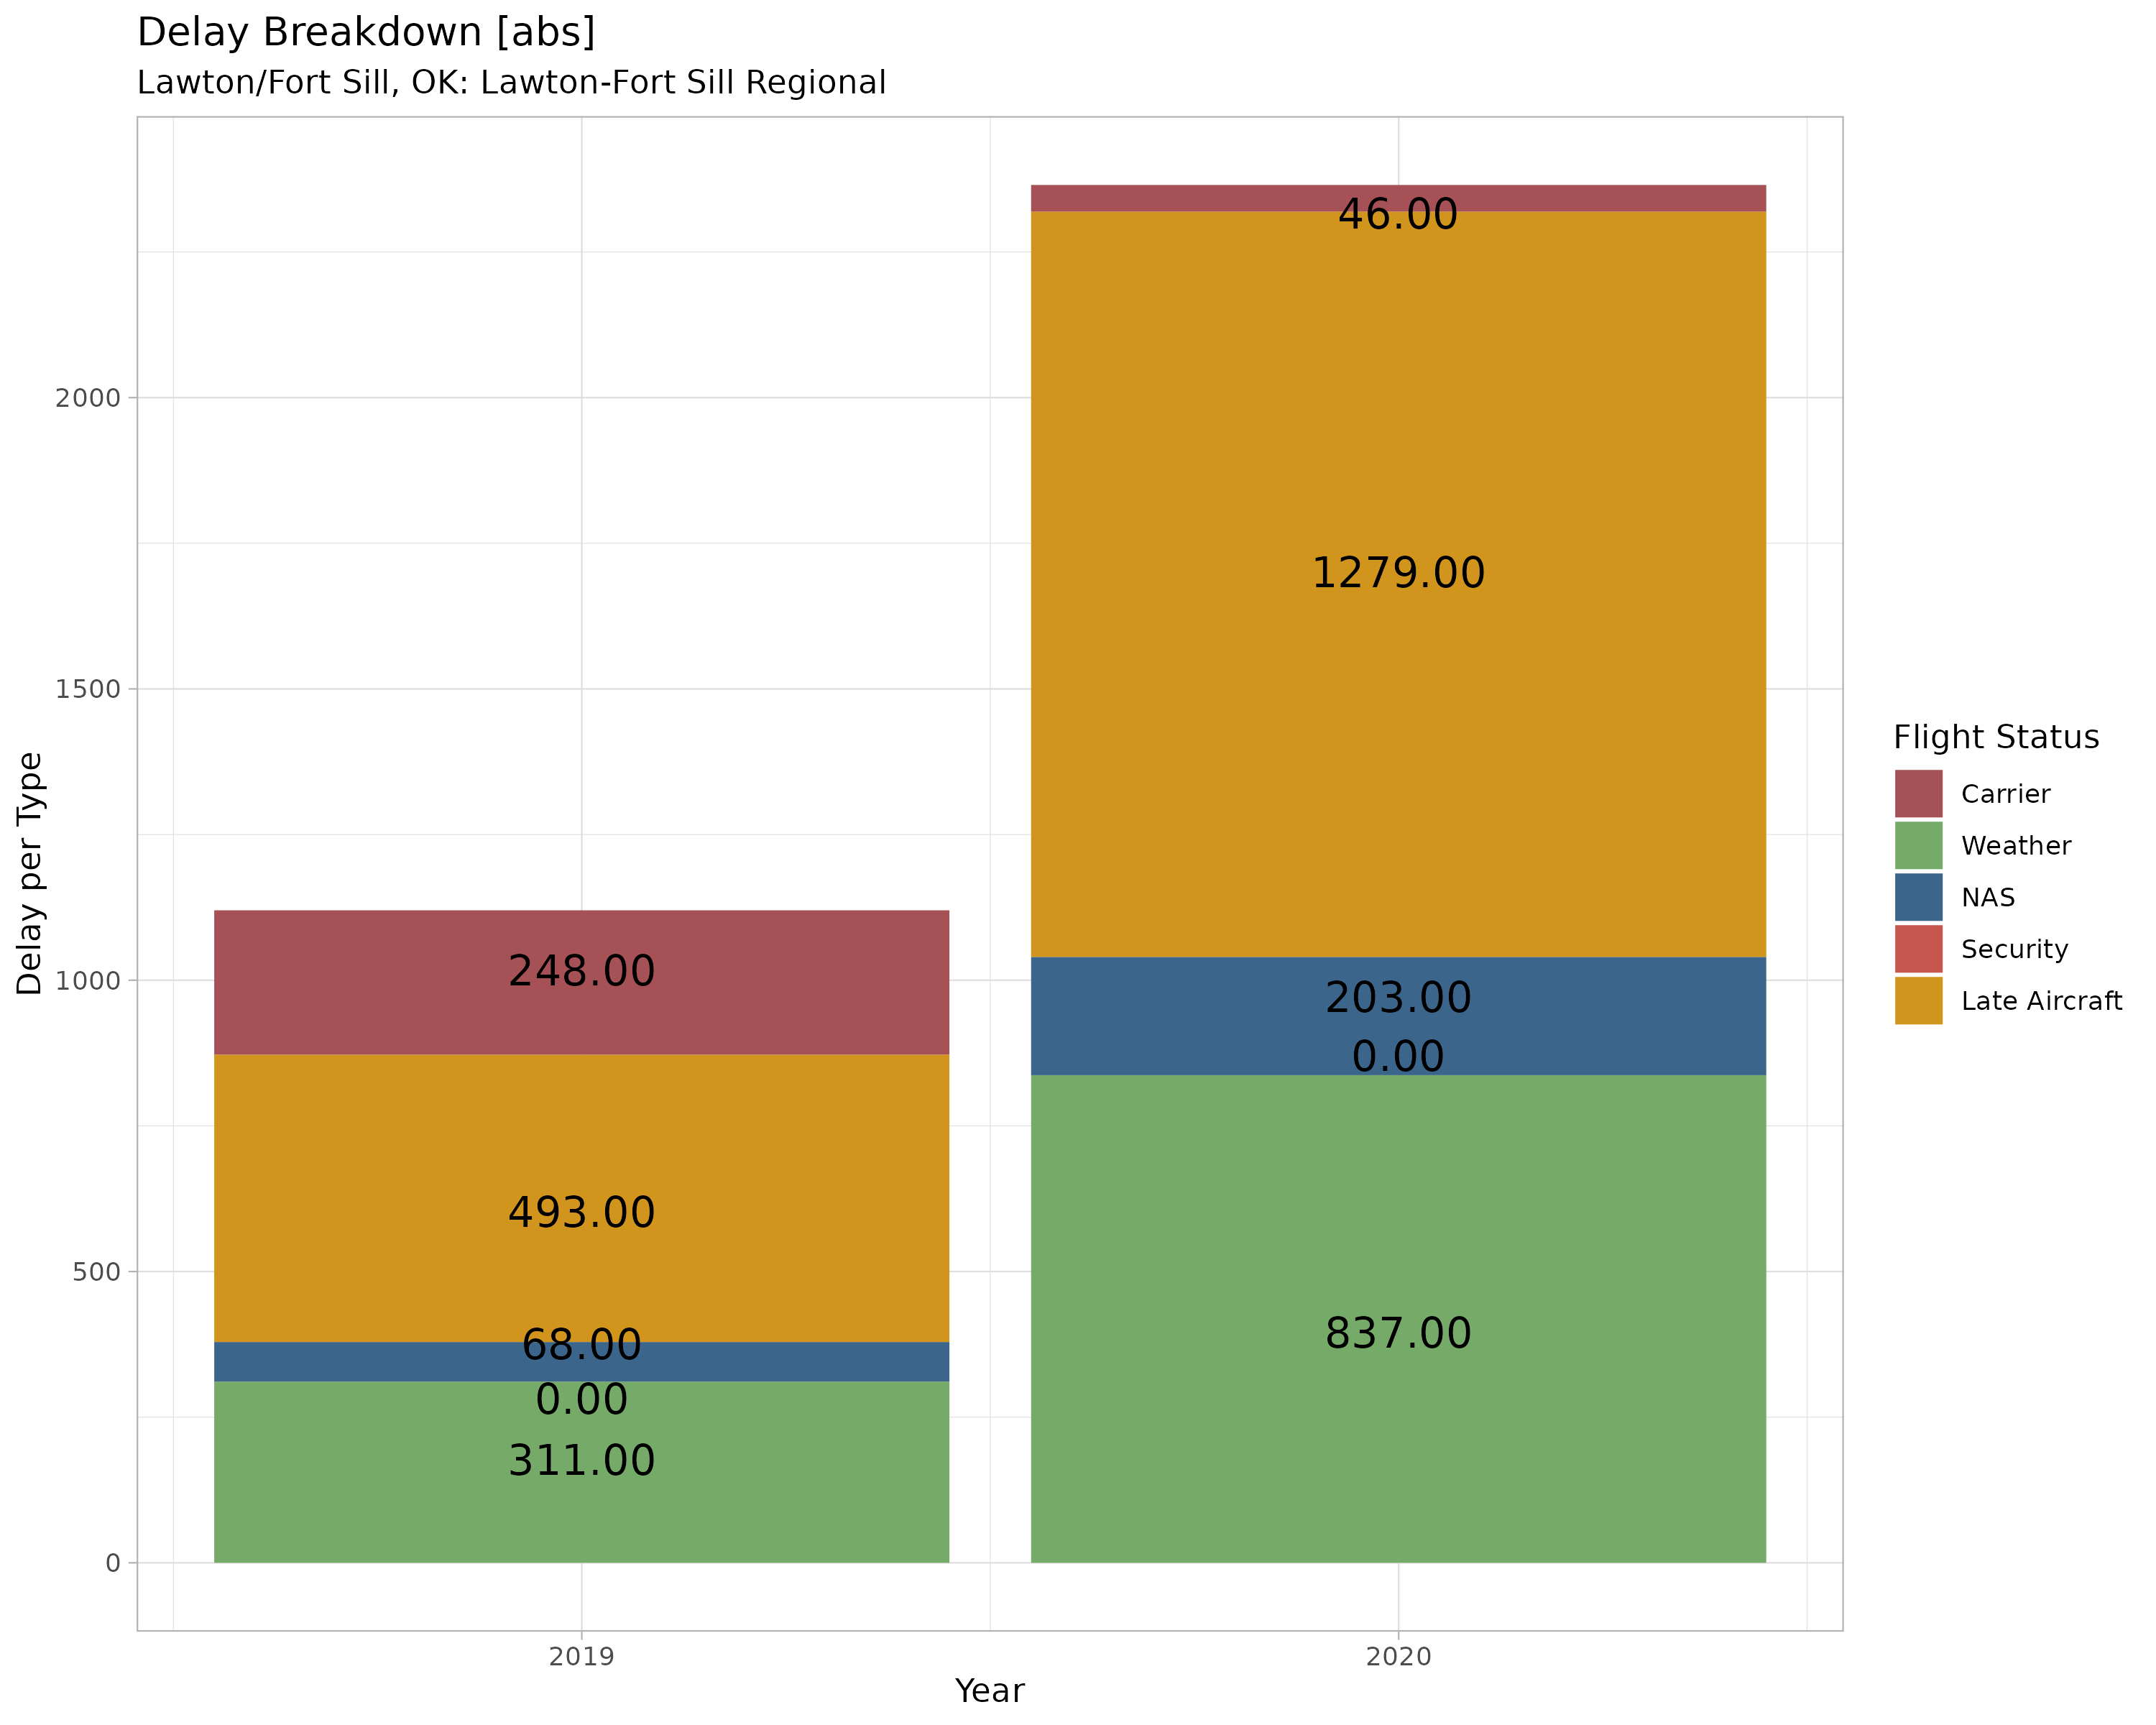 Delay Breakdown [abs]
Lawton/Fort Sill, OK: Lawton-Fort Sill Regional
Delay per Type
2000
1500
1000
500
0
248.00
493.00
68.00
0.00
311.00
46.00
1279.00
203.00
0.00
837.00
2019
2020
Year
Flight Status
Carrier
Weather
NAS
Security
Late Aircraft